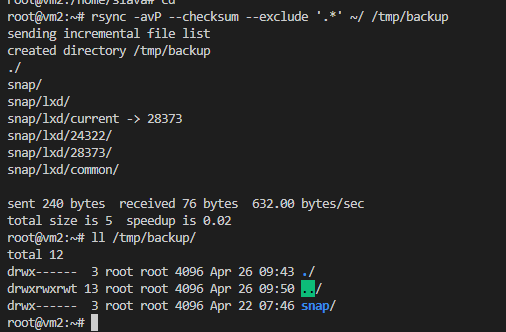 root@vm2:/home/slava# cd
root@vm2:~# rsync -avP --checksum --exclude '.*' ~/ /tmp/backup
sending incremental file list
created directory /tmp/backup
./
snap/
snap/lxd/
snap/lxd/current -> 28373
snap/lxd/24322/
snap/lxd/28373/
snap/lxd/common/

sent 240 bytes  received 76 bytes  632.00 bytes/sec
total size is 5  speedup is 0.02
root@vm2:~# ll /tmp/backup/
total 12
drwx------  3 root root 4096 Apr 26 09:43 ./
drwxrwxrwt 13 root root 4096 Apr 26 09:50 ../
drwx------  3 root root 4096 Apr 22 07:46 snap/
root@vm2:~#